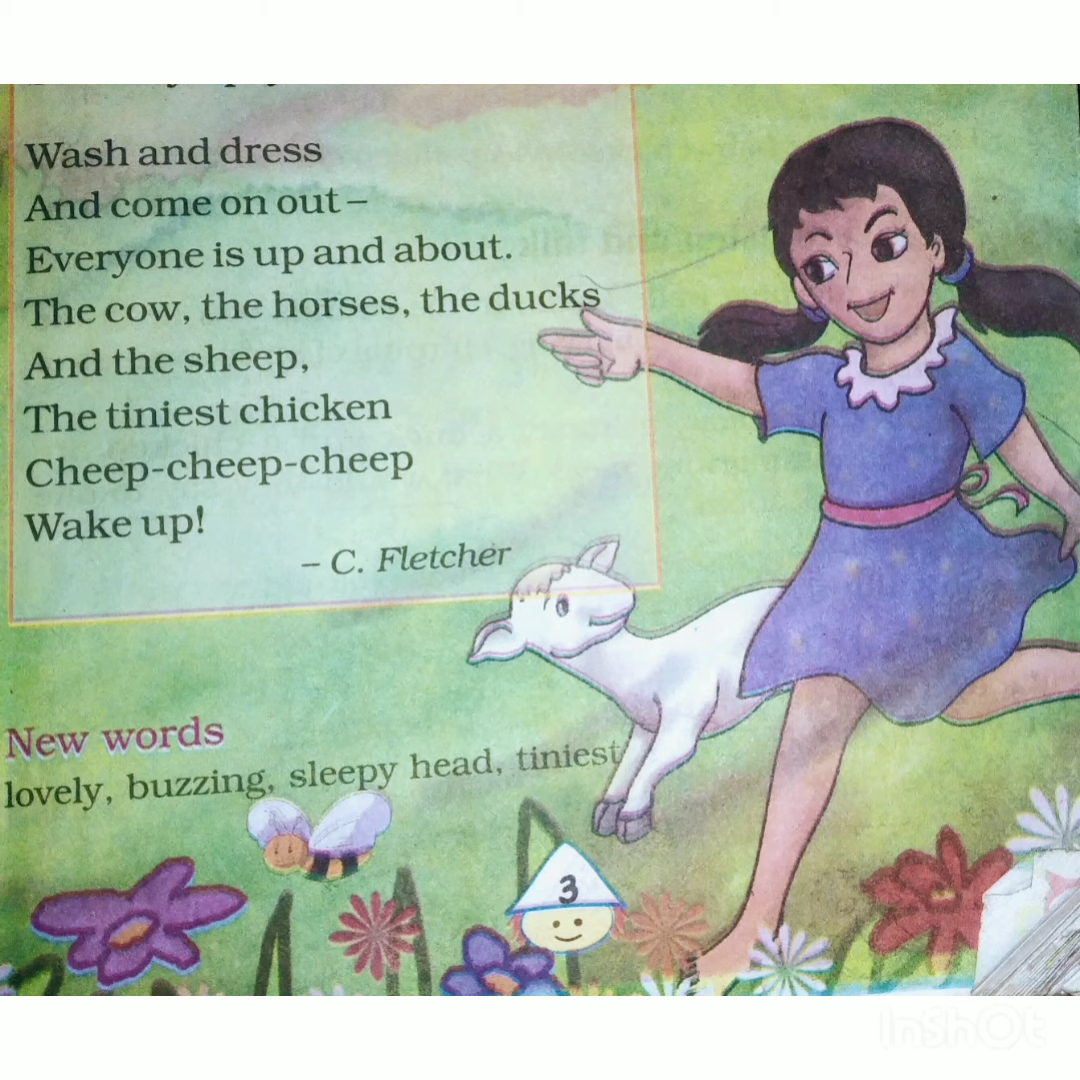 Wash and dress
And come on out –
Everyone is up and about.
The cow, the horses, the ducks
And the sheep,
The tiniest chicken
Cheep-cheep-cheep
Wake up!
– C. Fletcher
New words
lovely, buzzing, sleepy head, tiniest
3
InShOt